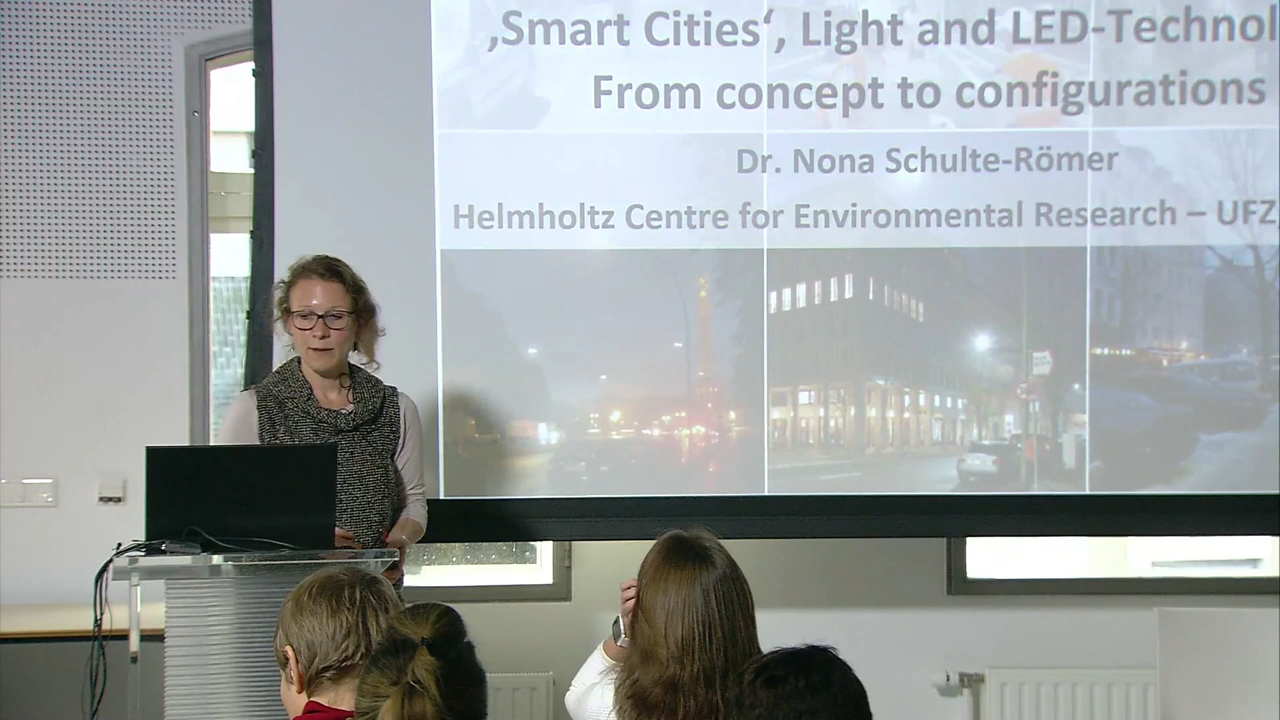 ‚Smart Cities‘, Light and LED-Technol
From concept to configurations
Dr. Nona Schulte-Römer
Helmholtz Centre for Environmental Research – UFZ